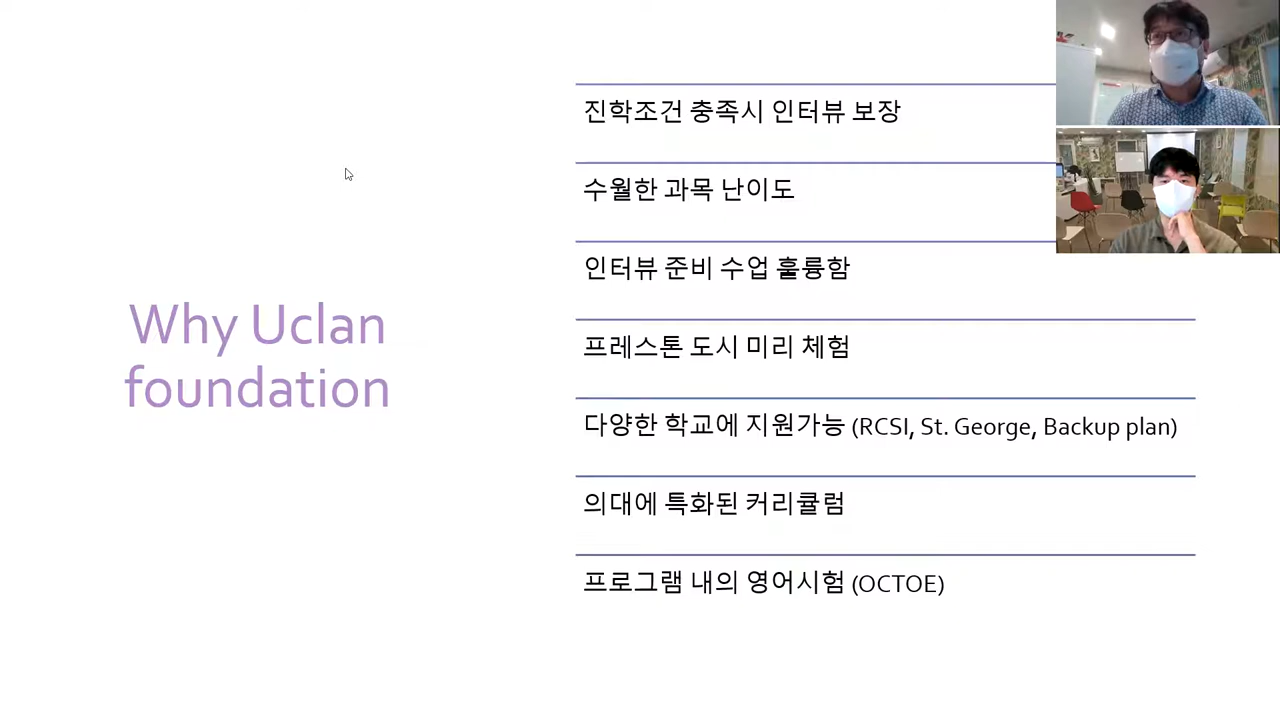 Why Uclan
foundation
진학조건 충족시 인터뷰 보장
수월한 과목 난이도
인터뷰 준비 수업 훌륭함
프레스톤 도시 미리 체험
다양한 학교에 지원가능 (RCSI, St. George, Backup plan)
의대에 특화된 커리큘럼
프로그램 내의 영어시험 (OCTOE)